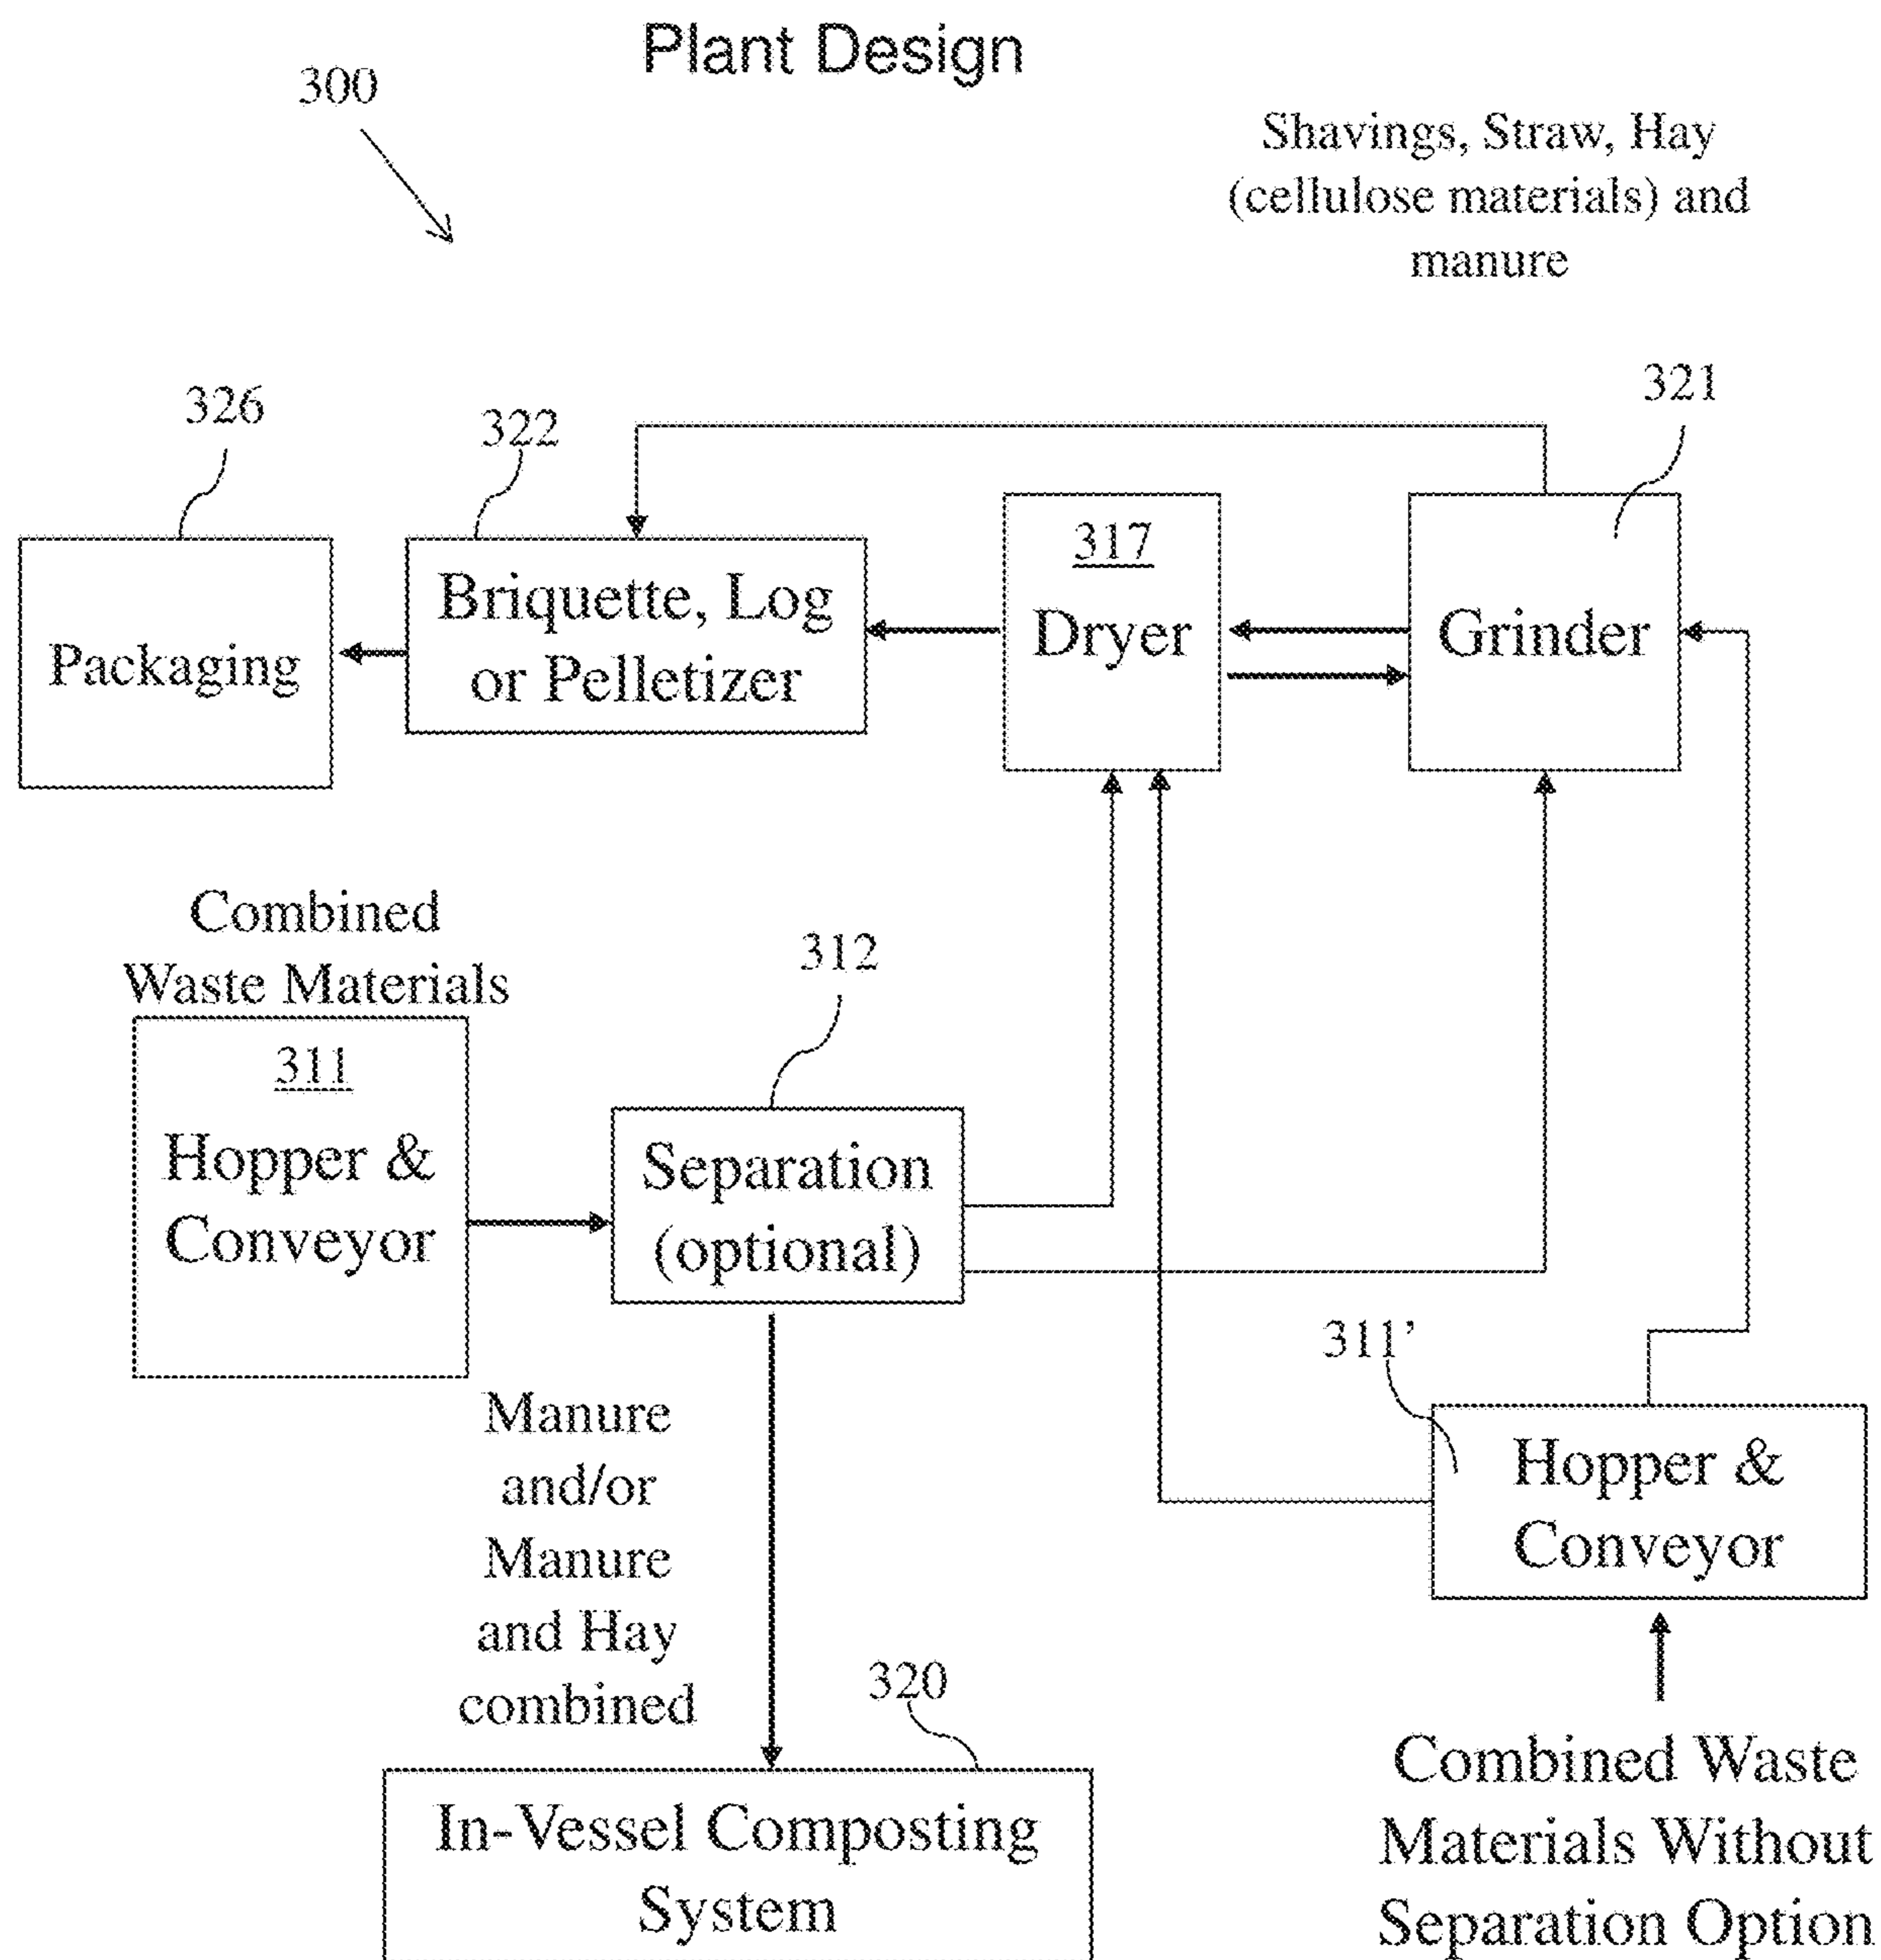 Plant Design
300
Shavings, Straw, Hay
(cellulose materials) and
manure
326
322
321
Packaging
Briquette, Log
or Pelletizer
317
Dryer
Grinder
Combined
Waste Materials
311
Hopper &
Conveyor
312
Separation
(optional)
311’
Hopper &
Conveyor
Manure
and/or
Manure
and Hay
combined
320
In-Vessel Composting
System
Combined Waste
Materials Without
Separation Option